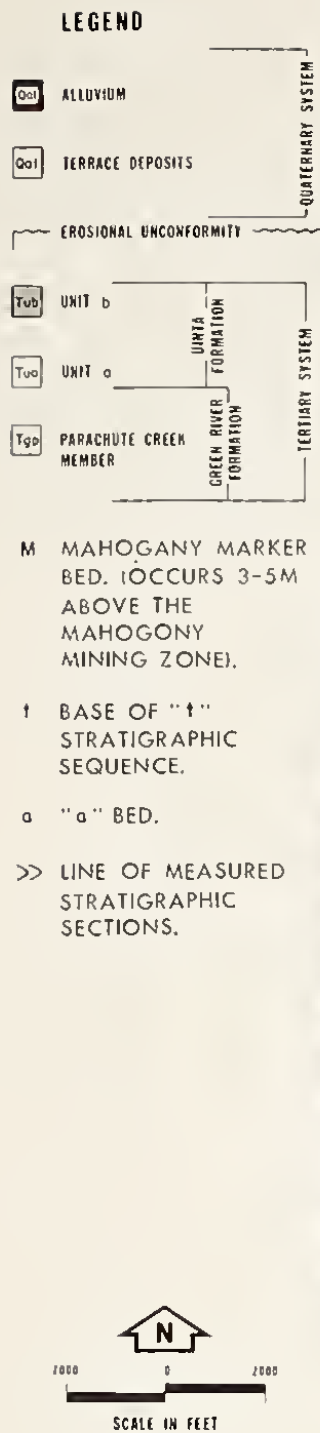 LEGEND
Qal ALLUVIUM
Qat TERRACE DEPOSITS
QUATERNARY SYSTEM
EROSIONAL UNCONFORMITY
Tub UNIT b
Tua UNIT a
UINTA FORMATION
Tgp PARACHUTE CREEK
MEMBER
GREEN RIVER
FORMATION
TERTIARY SYSTEM
M MAHOGANY MARKER
BED. (OCCURS 3-5M
ABOVE THE
MAHOGONY
MINING ZONE).
t BASE OF "t"
STRATIGRAPHIC
SEQUENCE.
a "a" BED.
>> LINE OF MEASURED
STRATIGRAPHIC
SECTIONS.
N
2000 0 2000
SCALE IN FEET